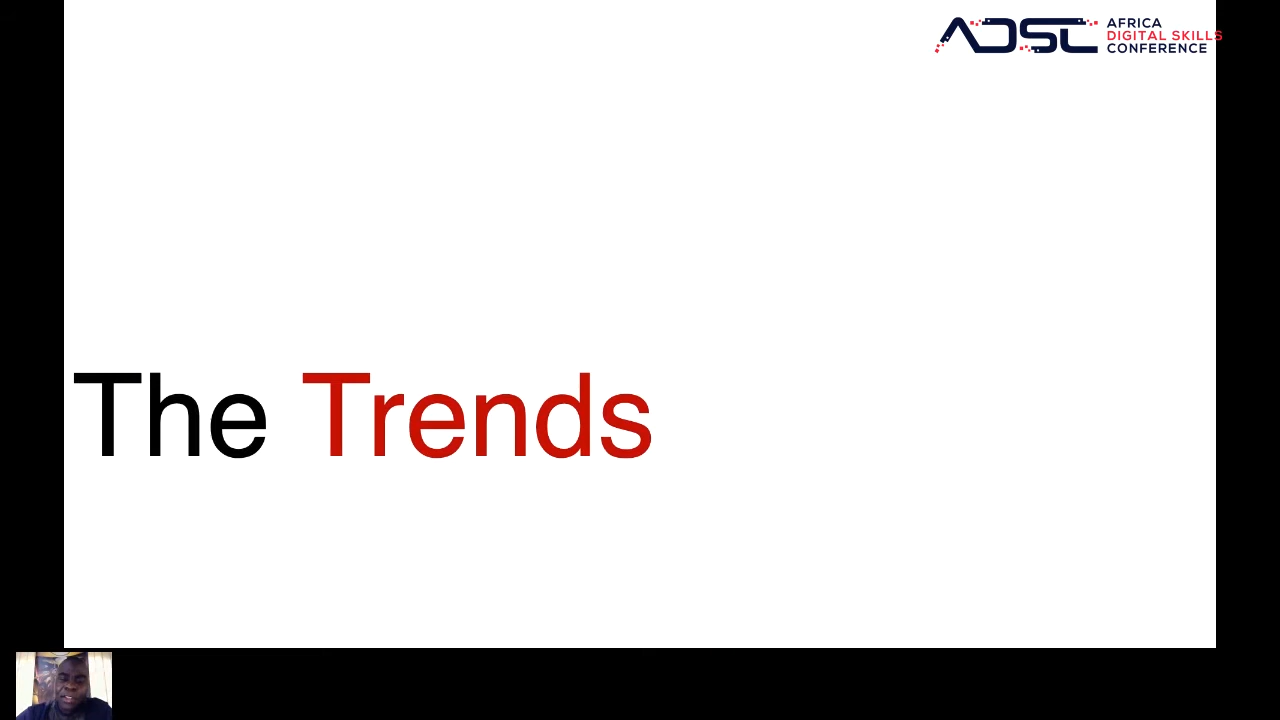 ADSC
AFRICA
DIGITAL SKILLS
CONFERENCE
The Trends